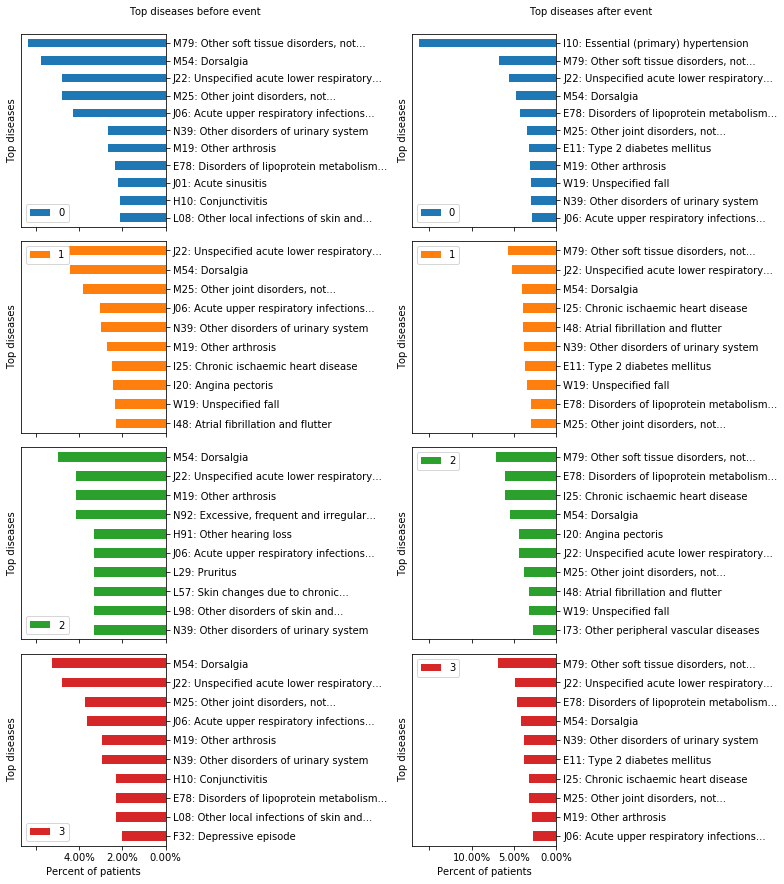 Top diseases before event
Top diseases
M79: Other soft tissue disorders, not...
M54: Dorsalgia
J22: Unspecified acute lower respiratory...
M25: Other joint disorders, not...
J06: Acute upper respiratory infections...
N39: Other disorders of urinary system
M19: Other arthrosis
E78: Disorders of lipoprotein metabolism...
J01: Acute sinusitis
H10: Conjunctivitis
L08: Other local infections of skin and...
0
Top diseases after event
Top diseases
I10: Essential (primary) hypertension
M79: Other soft tissue disorders, not...
J22: Unspecified acute lower respiratory...
M54: Dorsalgia
E78: Disorders of lipoprotein metabolism...
M25: Other joint disorders, not...
E11: Type 2 diabetes mellitus
M19: Other arthrosis
W19: Unspecified fall
N39: Other disorders of urinary system
J06: Acute upper respiratory infections...
0
Top diseases
1
J22: Unspecified acute lower respiratory...
M54: Dorsalgia
M25: Other joint disorders, not...
J06: Acute upper respiratory infections...
N39: Other disorders of urinary system
M19: Other arthrosis
I25: Chronic ischaemic heart disease
I20: Angina pectoris
W19: Unspecified fall
I48: Atrial fibrillation and flutter
Top diseases
1
M79: Other soft tissue disorders, not...
J22: Unspecified acute lower respiratory...
M54: Dorsalgia
I25: Chronic ischaemic heart disease
I48: Atrial fibrillation and flutter
N39: Other disorders of urinary system
E11: Type 2 diabetes mellitus
W19: Unspecified fall
E78: Disorders of lipoprotein metabolism...
M25: Other joint disorders, not...
Top diseases
M54: Dorsalgia
J22: Unspecified acute lower respiratory...
M19: Other arthrosis
N92: Excessive, frequent and irregular...
H91: Other hearing loss
J06: Acute upper respiratory infections...
L29: Pruritus
L57: Skin changes due to chronic...
L98: Other disorders of skin and...
N39: Other disorders of urinary system
2
Top diseases
2
M79: Other soft tissue disorders, not...
E78: Disorders of lipoprotein metabolism...
I25: Chronic ischaemic heart disease
M54: Dorsalgia
I20: Angina pectoris
J22: Unspecified acute lower respiratory...
M25: Other joint disorders, not...
I48: Atrial fibrillation and flutter
W19: Unspecified fall
I73: Other peripheral vascular diseases
Top diseases
M54: Dorsalgia
J22: Unspecified acute lower respiratory...
M25: Other joint disorders, not...
J06: Acute upper respiratory infections...
M19: Other arthrosis
N39: Other disorders of urinary system
H10: Conjunctivitis
E78: Disorders of lipoprotein metabolism...
L08: Other local infections of skin and...
F32: Depressive episode
3
4.00% 2.00% 0.00%
Percent of patients
Top diseases
3
M79: Other soft tissue disorders, not...
J22: Unspecified acute lower respiratory...
E78: Disorders of lipoprotein metabolism...
M54: Dorsalgia
N39: Other disorders of urinary system
E11: Type 2 diabetes mellitus
I25: Chronic ischaemic heart disease
M25: Other joint disorders, not...
M19: Other arthrosis
J06: Acute upper respiratory infections...
10.00% 5.00% 0.00%
Percent of patients